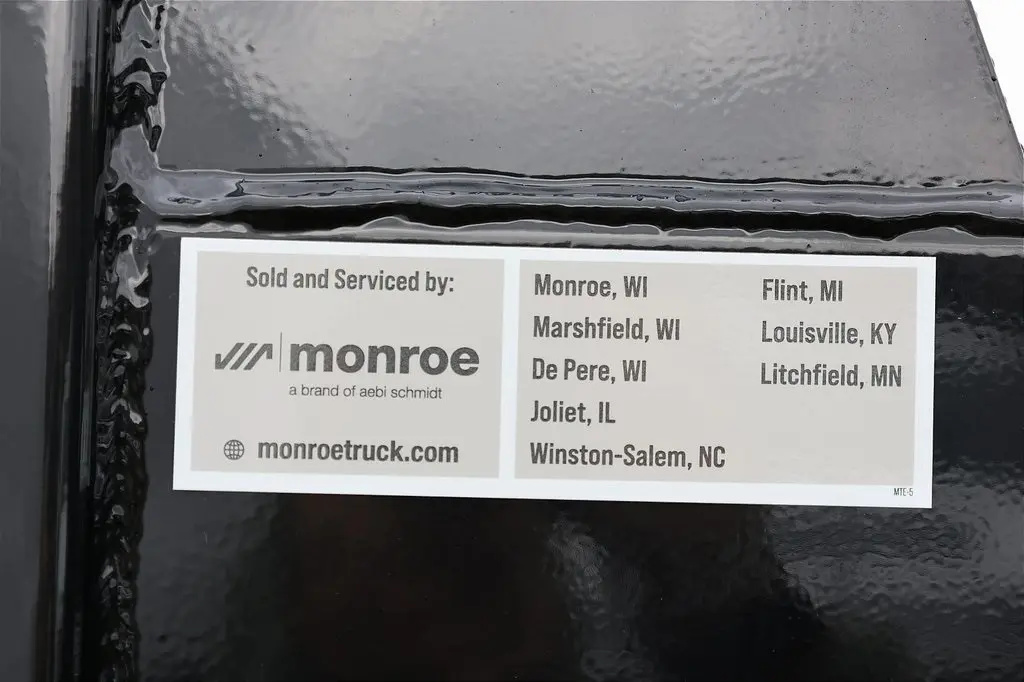 Sold and Serviced by:
monroe
a brand of aebi schmidt
monroetruck.com
Monroe, WI
Marshfield, WI
De Pere, WI
Joliet, IL
Winston-Salem, NC
Flint, MI
Louisville, KY
Litchfield, MN
MTE-5